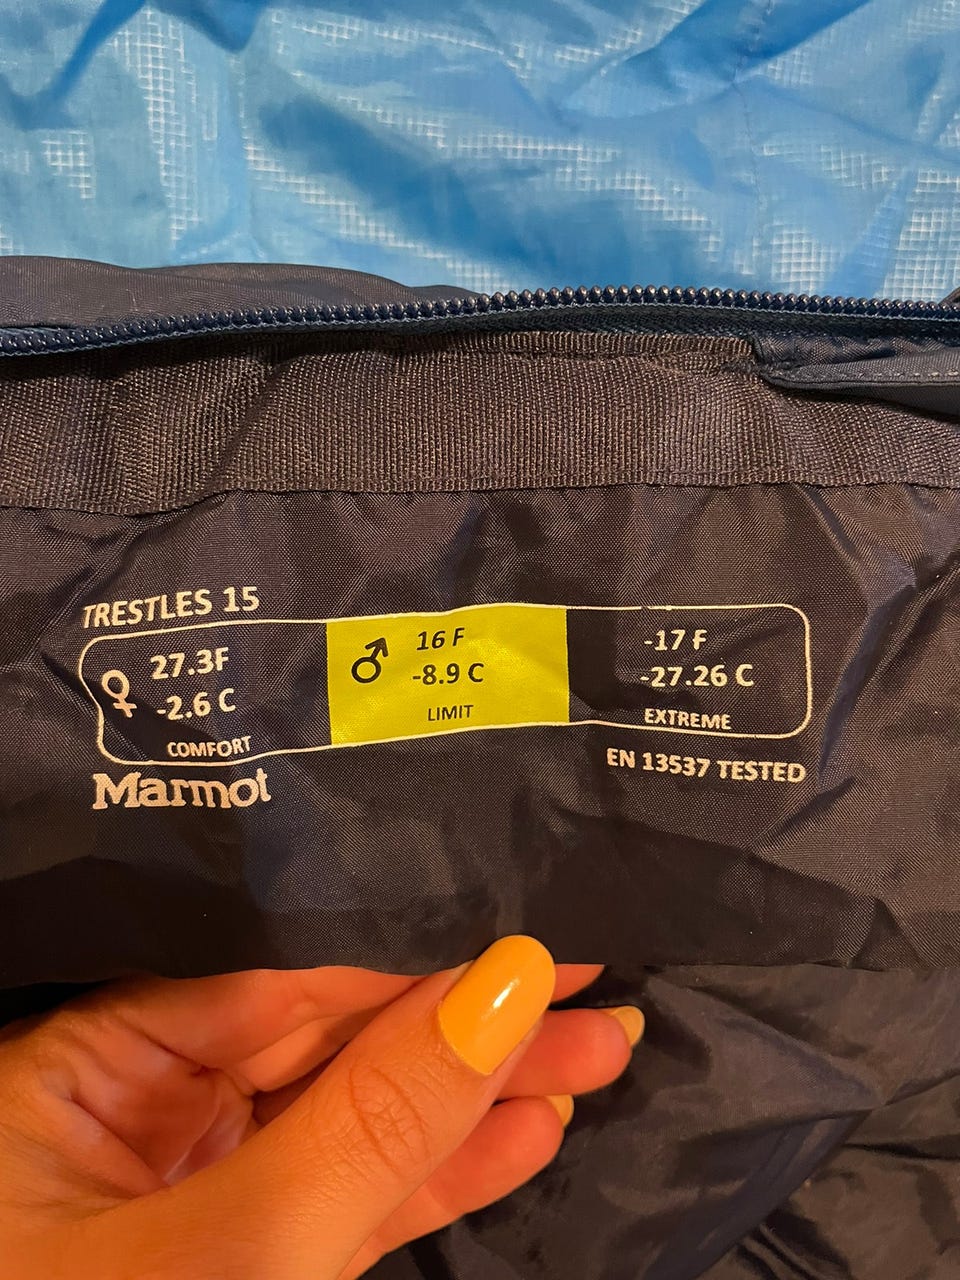 TRESTLES 15
♀ 27.3F
-2.6 C
COMFORT
♂ 16 F
-8.9 C
LIMIT
-17 F
-27.26 C
EXTREME
Marmot
EN 13537 TESTED